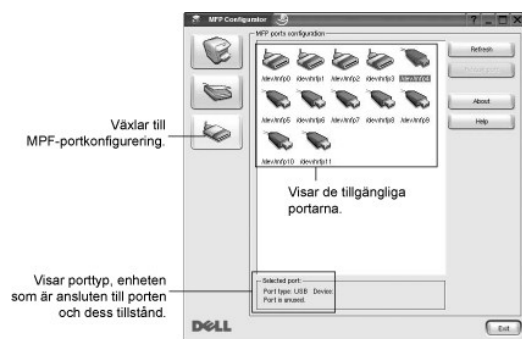 MFP Configurator
MFP ports configuration
/dev/mfp0 /dev/mfp1 /dev/mfp2 /dev/mfp3 /dev/mfp4
/dev/mfp5 /dev/mfp6 /dev/mfp7 /dev/mfp8 /dev/mfp9
/dev/mfp10 /dev/mfp11
Refresh
About
Help
Växlar till
MPF-portkonfigurering.
Visar de tillgängliga
portarna.
Visar porttyp, enheten
som är ansluten till porten
och dess tillstånd.
Selected port:
Port type: USB Device:
Port is unused.
DELL
Exit